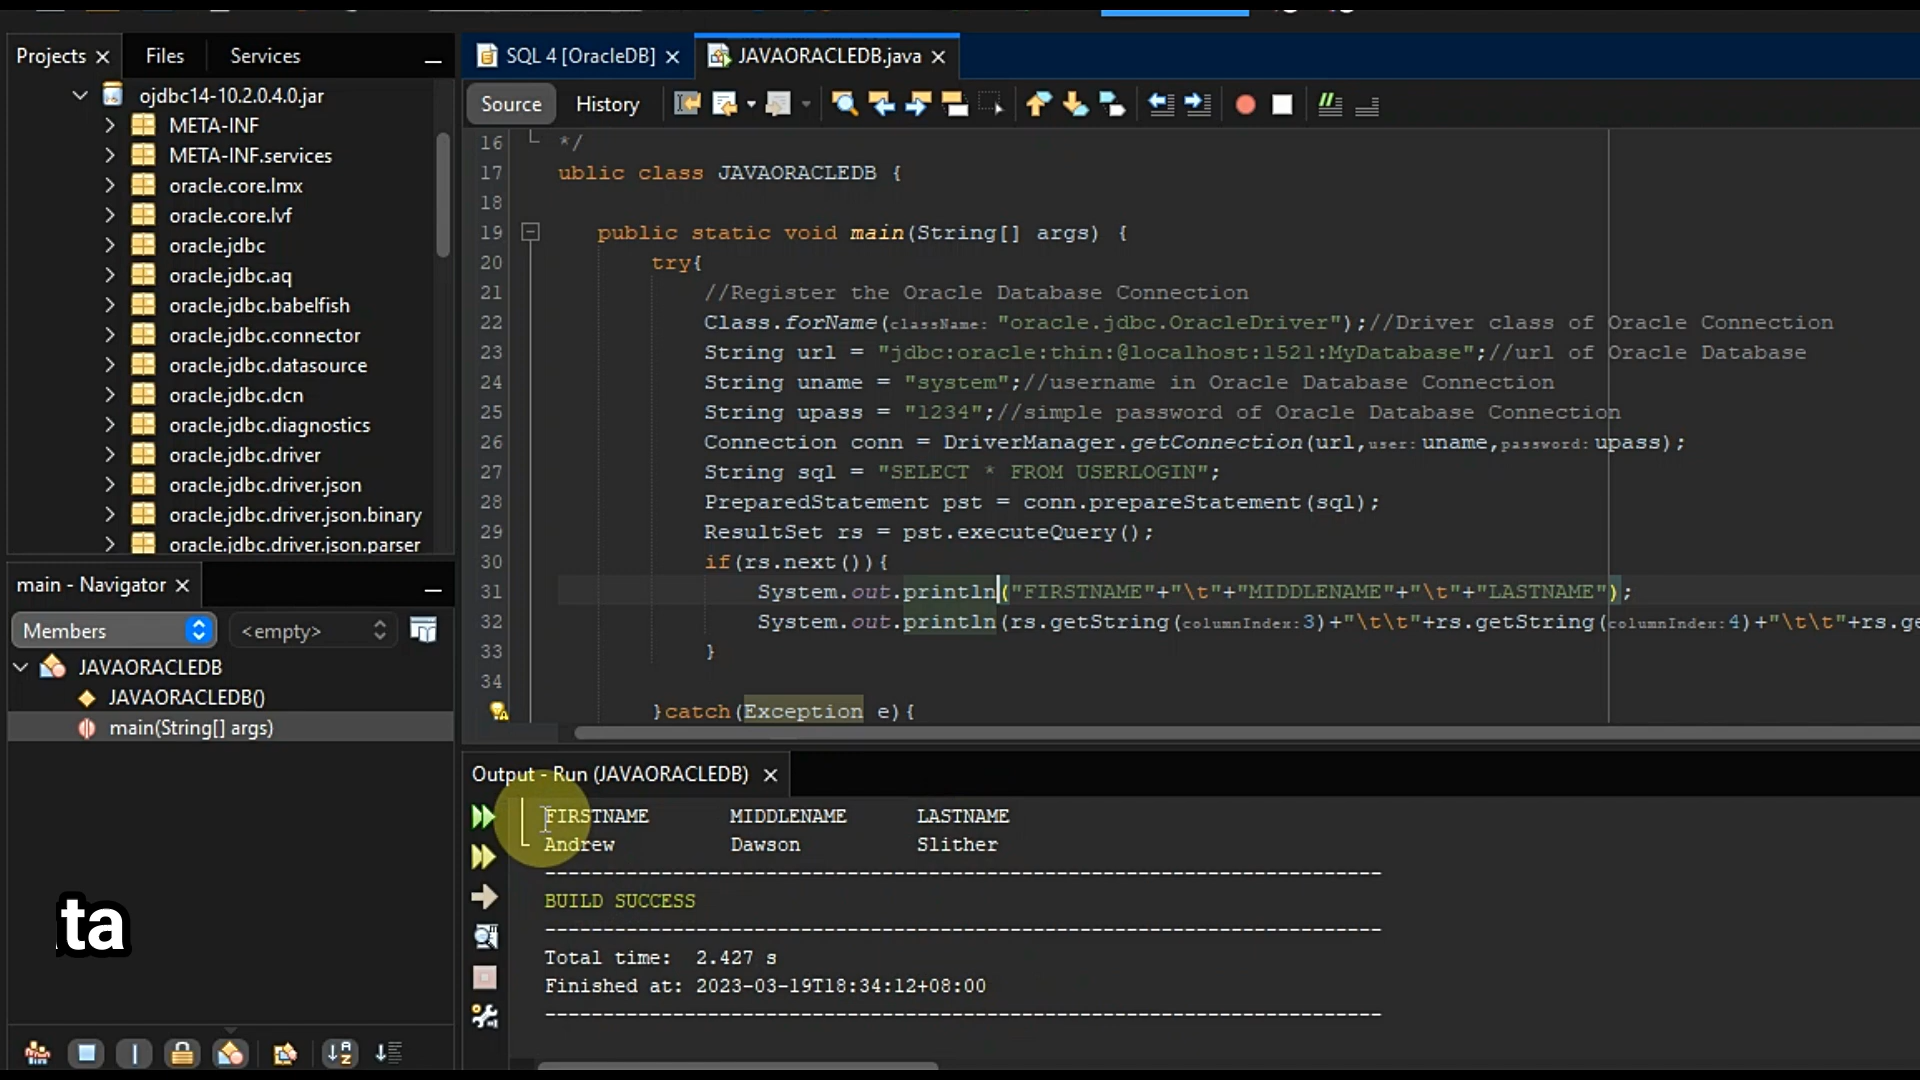 Projects
Files
Services
SQL 4 [OracleDB]
JAVAORACLEDB.java
Source
History
ojdbc14-10.2.0.4.0.jar
META-INF
META-INF.services
oracle.core.lmx
oracle.core.lvf
oracle.jdbc
oracle.jdbc.aq
oracle.jdbc.babelfish
oracle.jdbc.connector
oracle.jdbc.datasource
oracle.jdbc.dcn
oracle.jdbc.diagnostics
oracle.jdbc.driver
oracle.jdbc.driver.json
oracle.jdbc.driver.json.binary
oracle.jdbc.driver.json.parser
main - Navigator
Members
<empty>
JAVAORACLEDB
JAVAORACLEDB()
main(String[] args)
ta
16 */
17 ublic class JAVAORACLEDB {
18
19 public static void main(String[] args) {
20 try{
21 //Register the Oracle Database Connection
22 Class.forName(className: "oracle.jdbc.OracleDriver");//Driver class of Oracle Connection
23 String url = "jdbc:oracle:thin:@localhost:1521:MyDatabase";//url of Oracle Database
24 String uname = "system";//username in Oracle Database Connection
25 String upass = "1234";//simple password of Oracle Database Connection
26 Connection conn = DriverManager.getConnection(url,user:uname,password:upass);
27 String sql = "SELECT * FROM USERLOGIN";
28 PreparedStatement pst = conn.prepareStatement(sql);
29 ResultSet rs = pst.executeQuery();
30 if(rs.next()){
31 System.out.println("FIRSTNAME"+"\t"+"MIDDLENAME"+"\t"+"LASTNAME");
32 System.out.println(rs.getString(columnIndex:3)+"\t\t"+rs.getString(columnIndex:4)+"\t\t"+rs.ge
33 }
34
}catch(Exception e){
Output - Run (JAVAORACLEDB)
FIRSTNAME MIDDLENAME LASTNAME
Andrew Dawson Slither
------------------------------------------------------------------------
BUILD SUCCESS
------------------------------------------------------------------------
Total time: 2.427 s
Finished at: 2023-03-19T18:34:12+08:00
------------------------------------------------------------------------